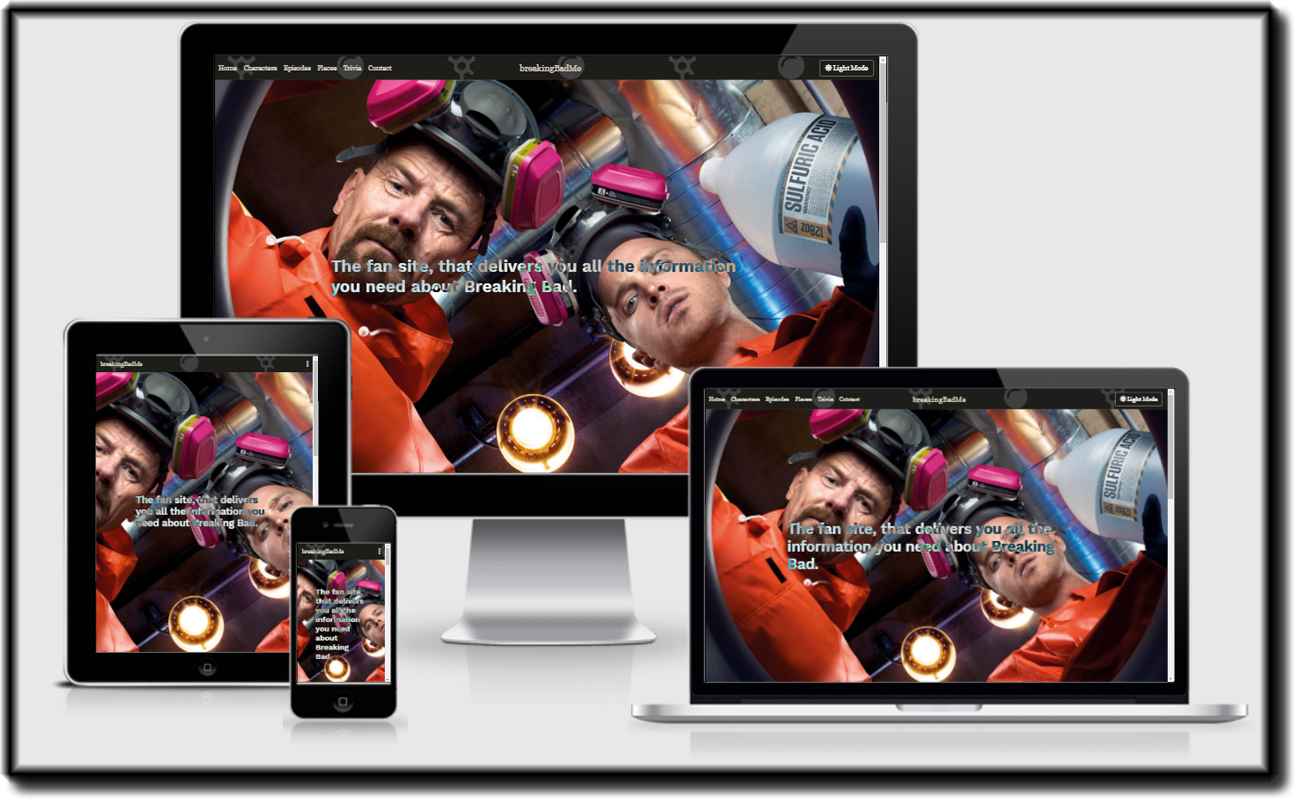 Home Characters Episodes Places Trivia Contact breakingBadMe Light Mode
SULFURIC ACID
128oz
The fan site, that delivers you all the information
you need about Breaking Bad.
breakingBadMe
The fan site, that delivers
you all the information you
need about Breaking Bad.
breakingBadMe
The fan site,
that delivers
you all the
information
you need
about
Breaking
Bad.
Home Characters Episodes Places Trivia Contact breakingBadMe Light Mode
SULFURIC ACID
The fan site, that delivers you all the
information you need about Breaking
Bad.